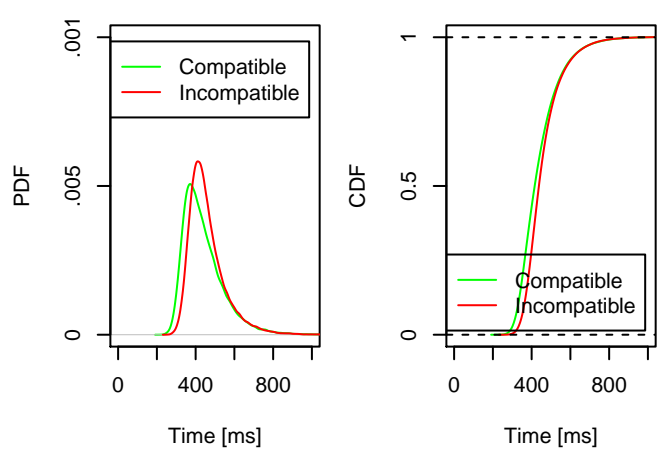 PDF
.001
.005
0
Compatible
Incompatible
0 400 800
Time [ms]
CDF
1
0.5
0
Compatible
Incompatible
0 400 800
Time [ms]